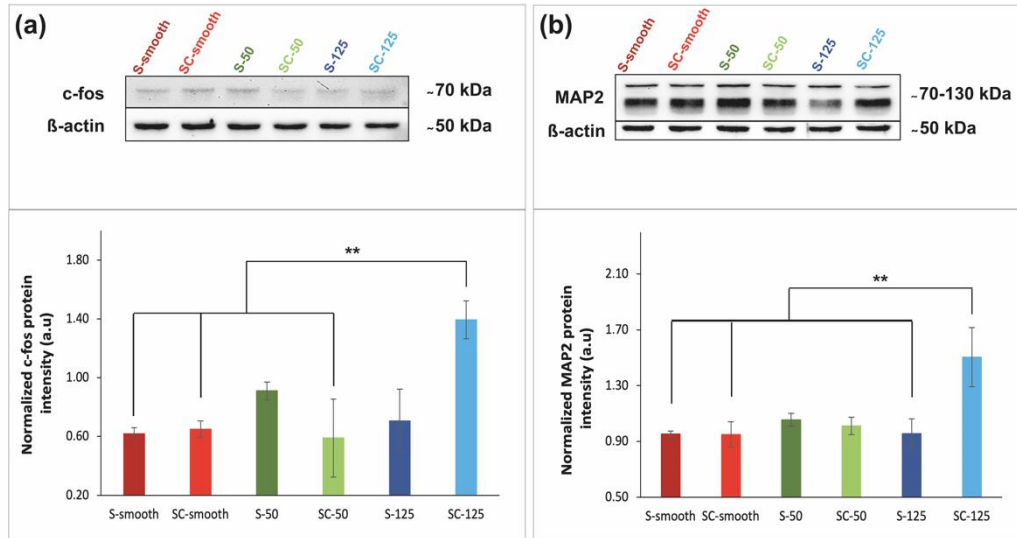 (a)
S-smooth
SC-smooth
S-50
SC-50
S-125
SC-125
c-fos
~70 kDa
ß-actin
~50 kDa
Normalized c-fos protein
intensity (a.u)
1.80
1.40
1.00
0.60
0.20
**
S-smooth SC-smooth S-50 SC-50 S-125 SC-125
(b)
S-smooth
SC-smooth
S-50
SC-50
S-125
SC-125
MAP2
~70-130 kDa
ß-actin
~50 kDa
Normalized MAP2 protein
intensity (a.u)
2.10
1.70
1.30
0.90
0.50
**
S-smooth SC-smooth S-50 SC-50 S-125 SC-125